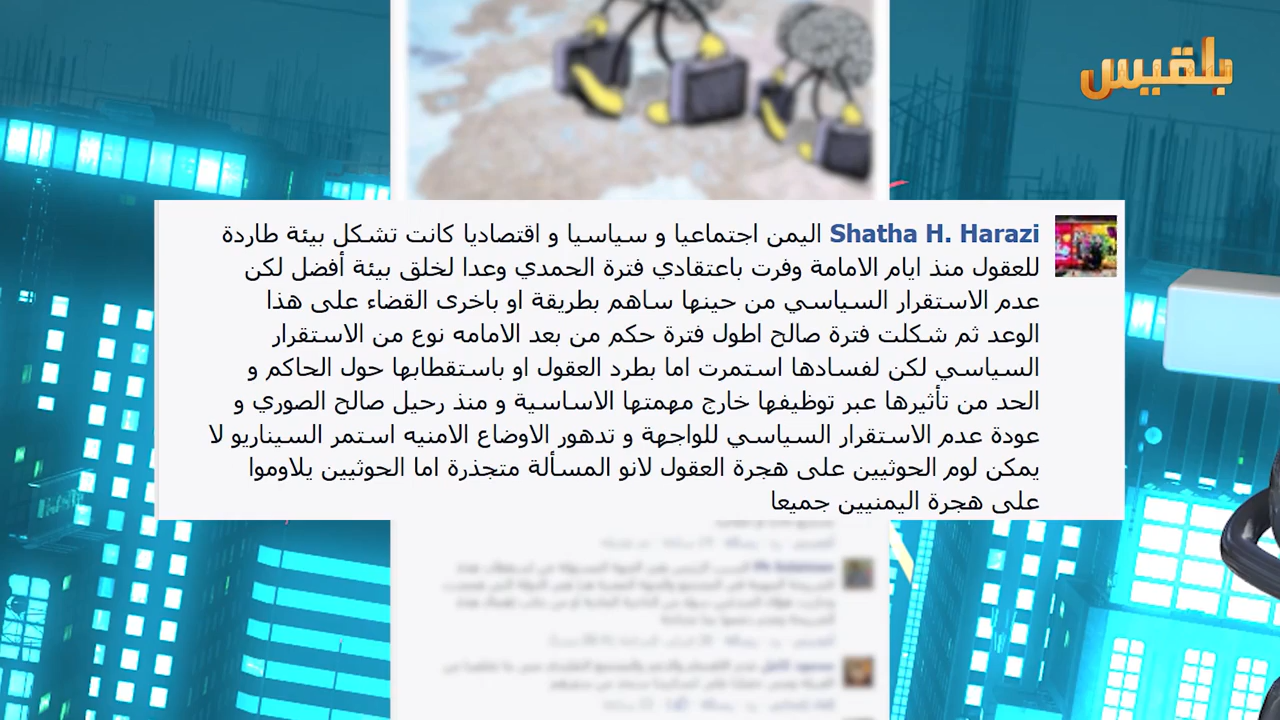 بلقيس
Shatha H. Harazi اليمن اجتماعيا و سياسيا و اقتصاديا كانت تشكل بيئة طاردة
للعقول منذ ايام الامامة وفرت باعتقادي فترة الحمدي وعدا لخلق بيئة أفضل لكن
عدم الاستقرار السياسي من حينها ساهم بطريقة او باخرى القضاء على هذا
الوعد ثم شكلت فترة صالح اطول فترة حكم من بعد الامامه نوع من الاستقرار
السياسي لكن لفسادها استمرت اما بطرد العقول او باستقطابها حول الحاكم و
الحد من تأثيرها عبر توظيفها خارج مهمتها الاساسية و منذ رحيل صالح الصوري و
عودة عدم الاستقرار السياسي للواجهة و تدهور الاوضاع الامنيه استمر السيناريو لا
يمكن لوم الحوثيين على هجرة العقول لانو المسألة متجذرة اما الحوثيين يلاوموا
على هجرة اليمنيين جميعا